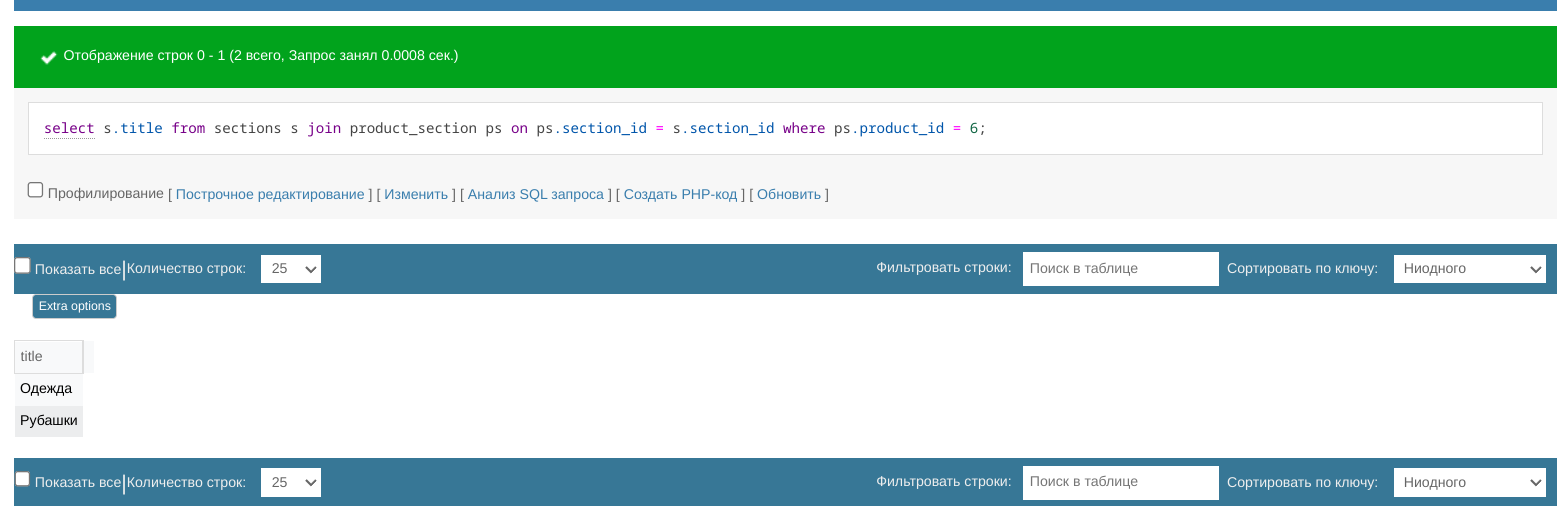 Отображение строк 0 - 1 (2 всего, Запрос занял 0.0008 сек.)
select s.title from sections s join product_section ps on ps.section_id = s.section_id where ps.product_id = 6;
Профилирование [ Построчное редактирование ] [ Изменить ] [ Анализ SQL запроса ] [ Создать PHP-код ] [ Обновить ]
Показать все Количество строк: 25 Фильтровать строки: Поиск в таблице Сортировать по ключу: Ниодного
Extra options
title
Одежда
Рубашки
Показать все Количество строк: 25 Фильтровать строки: Поиск в таблице Сортировать по ключу: Ниодного